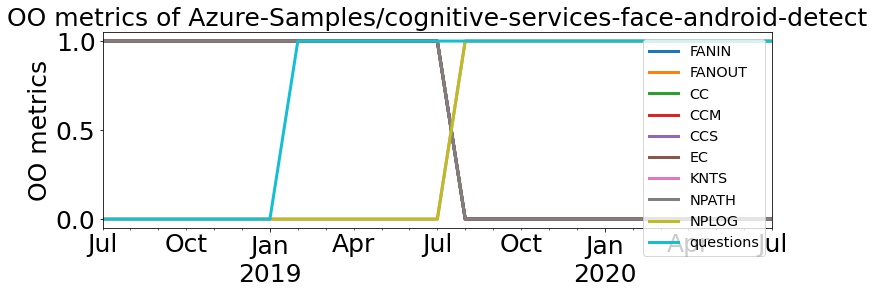 OO metrics of Azure-Samples/cognitive-services-face-android-detect
OO metrics
1.0
0.5
0.0
Jul Oct Jan Apr Jul Oct Jan Apr Jul
2019 2020
FANIN
FANOUT
CC
CCM
CCS
EC
KNTS
NPATH
NPLOG
questions